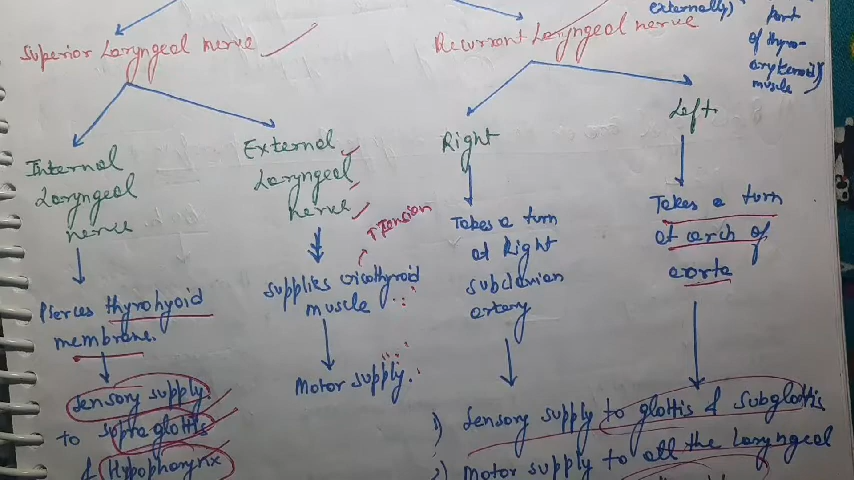 externally)
part
of thyro-
arytenoid)
muscle
Superior Laryngeal nerve
Recurrent Laryngeal nerve
Internal
Laryngeal
nerve
Pierces thyrohyoid
membrane.
Sensory supply
to supraglottis
& Hypopharynx
External
Laryngeal
nerve
↑ Tension
supplies cricothyroid
muscle
Motor supply
Right
Takes a turn
at Right
subclavian
artery
Left
Takes a turn
at arch of
aorta
1) Sensory supply to glottis & subglottis
2) Motor supply to all the Laryngeal